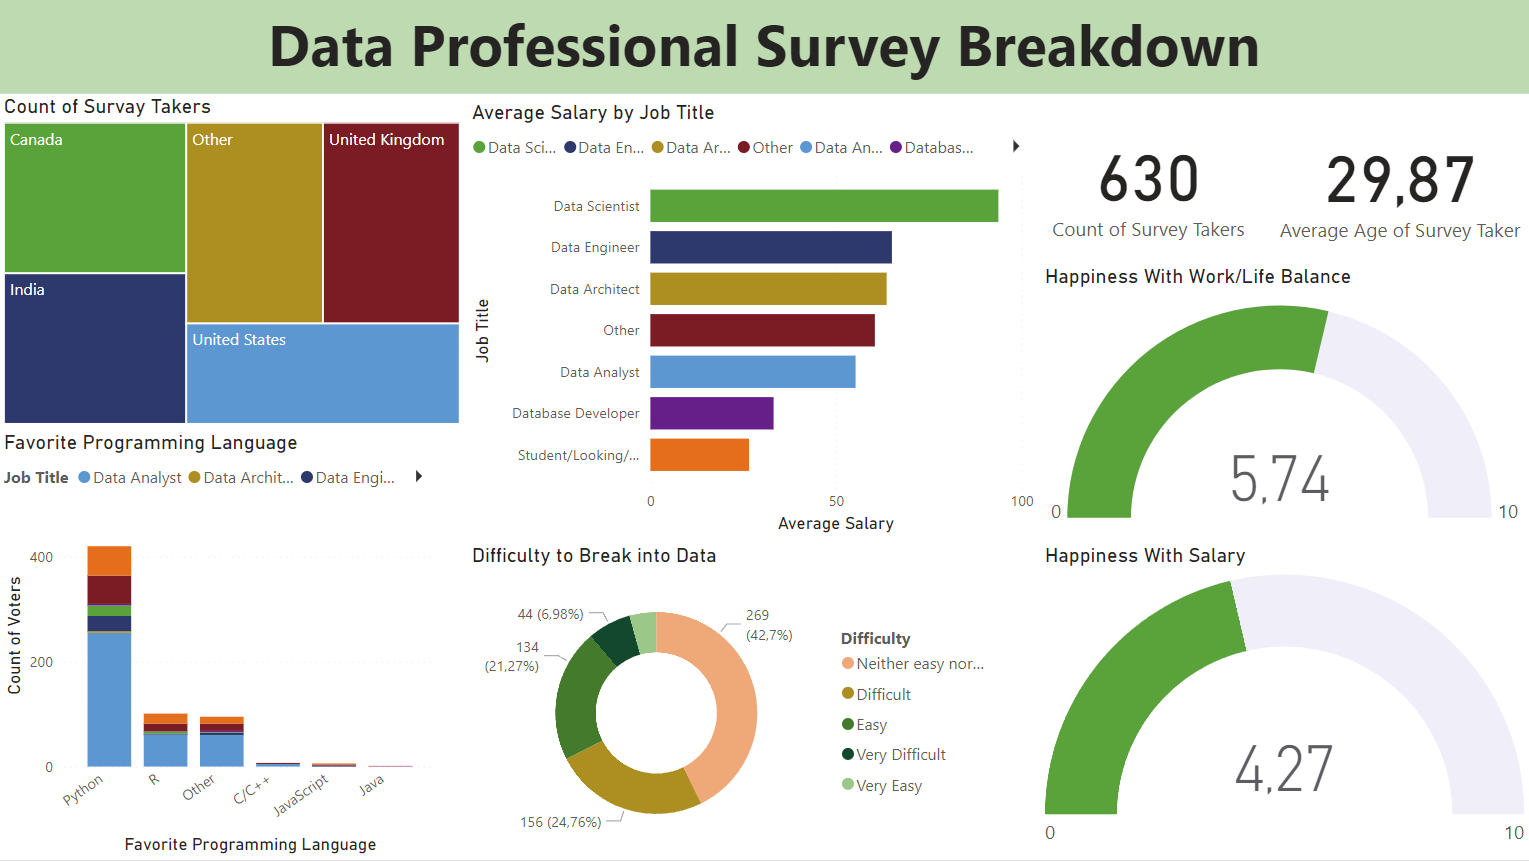 Data Professional Survey Breakdown
Count of Survay Takers
Canada
Other
United Kingdom
India
United States
Average Salary by Job Title
Data Sci... Data En... Data Ar... Other Data An... Databas...
Job Title
Data Scientist
Data Engineer
Data Architect
Other
Data Analyst
Database Developer
Student/Looking/...
0 50 100
Average Salary
630
Count of Survey Takers
29,87
Average Age of Survey Taker
Happiness With Work/Life Balance
5,74
0 10
Favorite Programming Language
Job Title Data Analyst Data Archit... Data Engi...
Count of Voters
400
200
0
Python R Other C/C++ JavaScript Java
Favorite Programming Language
Difficulty to Break into Data
44 (6,98%)
269
(42,7%)
134
(21,27%)
156 (24,76%)
Difficulty
Neither easy nor...
Difficult
Easy
Very Difficult
Very Easy
Happiness With Salary
4,27
0 10